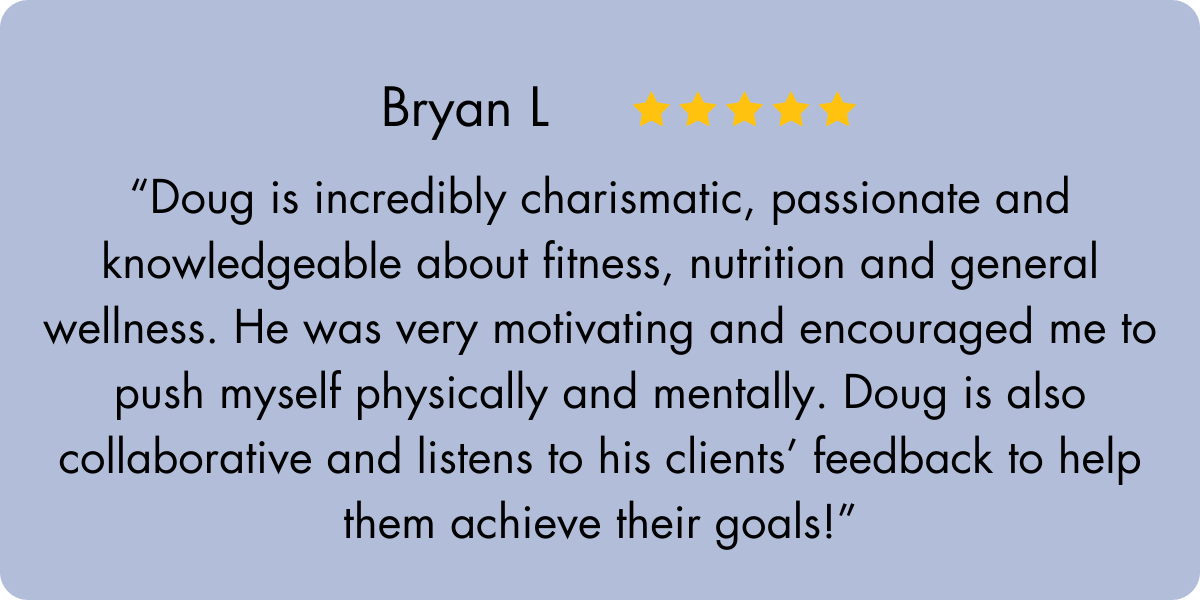 Bryan L
“Doug is incredibly charismatic, passionate and
knowledgeable about fitness, nutrition and general
wellness. He was very motivating and encouraged me to
push myself physically and mentally. Doug is also
collaborative and listens to his clients’ feedback to help
them achieve their goals!”